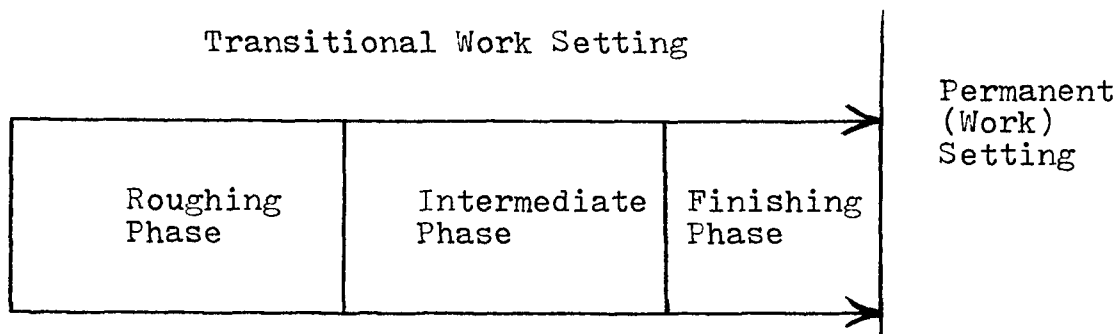 Transitional Work Setting
Permanent
(Work)
Setting
Roughing
Phase
Intermediate
Phase
Finishing
Phase